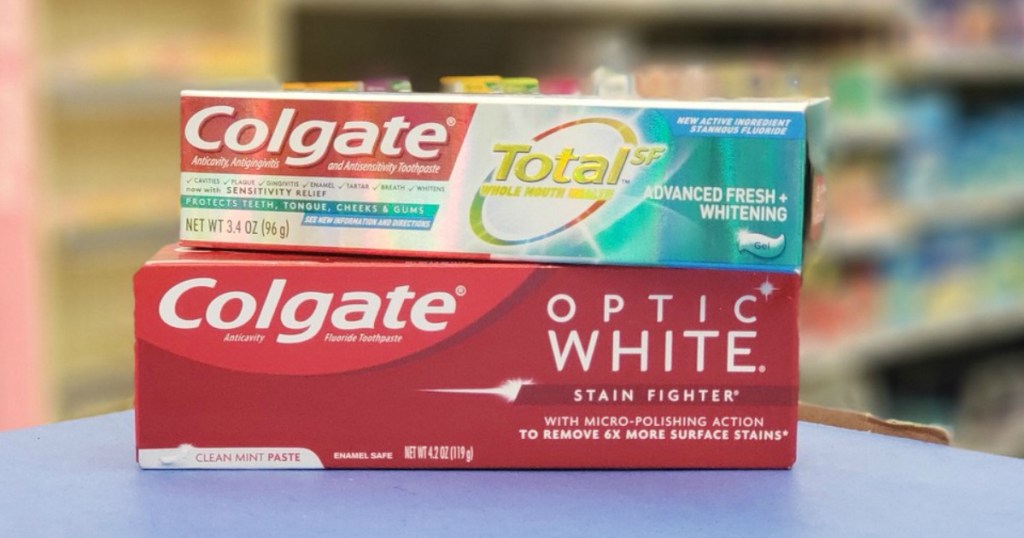 Colgate®
Anticavity, Antigingivitis and Antisensitivity Toothpaste
✓ CAVITIES ✓ PLAQUE ✓ GINGIVITIS ✓ ENAMEL ✓ TARTAR ✓ BREATH ✓ WHITENS
now with SENSITIVITY RELIEF
PROTECTS TEETH, TONGUE, CHEEKS & GUMS
NET WT 3.4 OZ (96 g)
SEE NEW INFORMATION AND DIRECTIONS
Total SF™
WHOLE MOUTH HEALTH
NEW ACTIVE INGREDIENT
STANNOUS FLUORIDE
ADVANCED FRESH +
WHITENING
Gel
Colgate®
Anticavity Fluoride Toothpaste
OPTIC
WHITE®
STAIN FIGHTER®
WITH MICRO-POLISHING ACTION
TO REMOVE 6X MORE SURFACE STAINS*
CLEAN MINT PASTE
ENAMEL SAFE
NET WT 4.2 OZ (119 g)